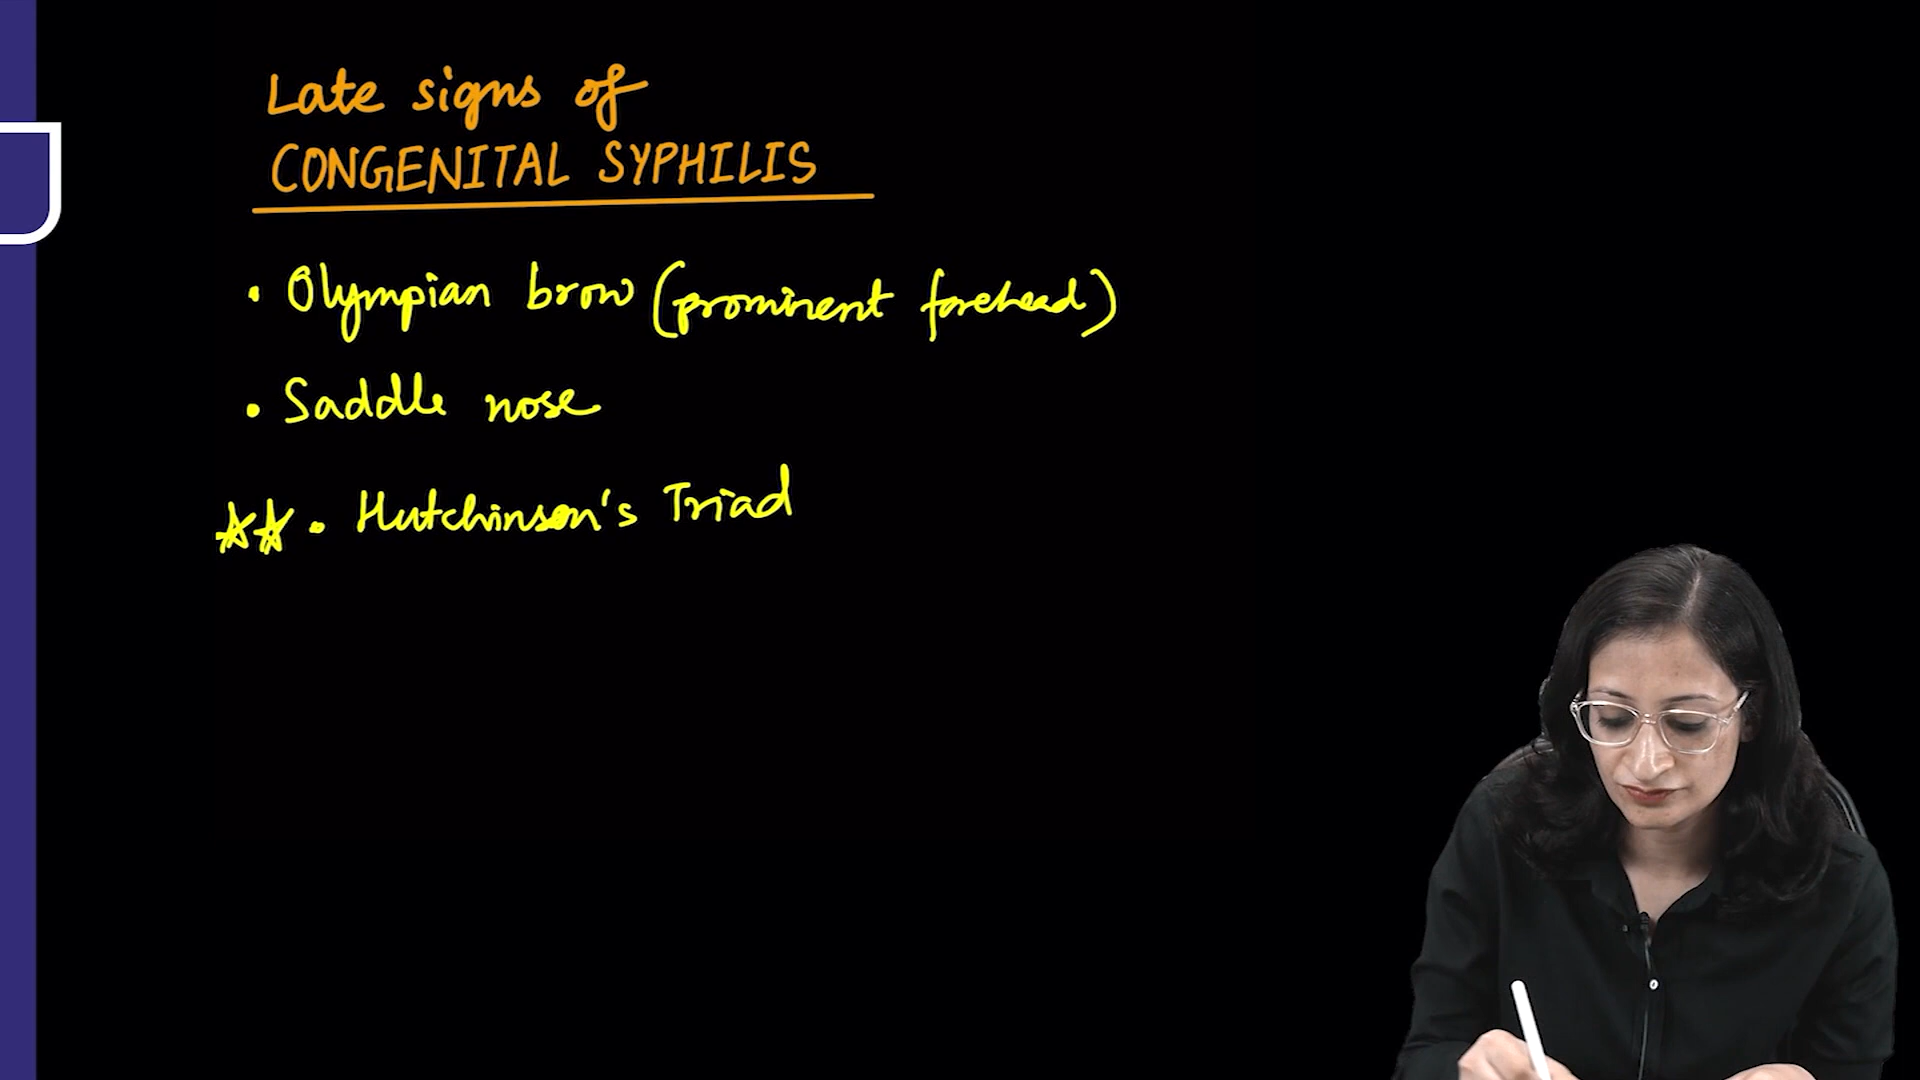 Late signs of
CONGENITAL SYPHILIS
• Olympian brow (prominent forehead)
• Saddle nose
☆☆ • Hutchinson's Triad